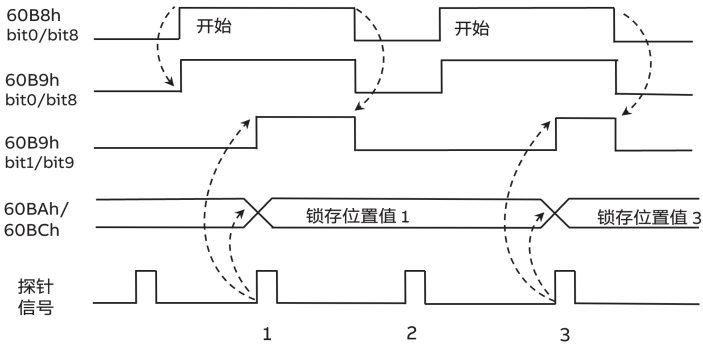 60B8h
bit0/bit8
开始
开始
60B9h
bit0/bit8
60B9h
bit1/bit9
60BAh/
60BCh
锁存位置值 1
锁存位置值 3
探针
信号
1
2
3